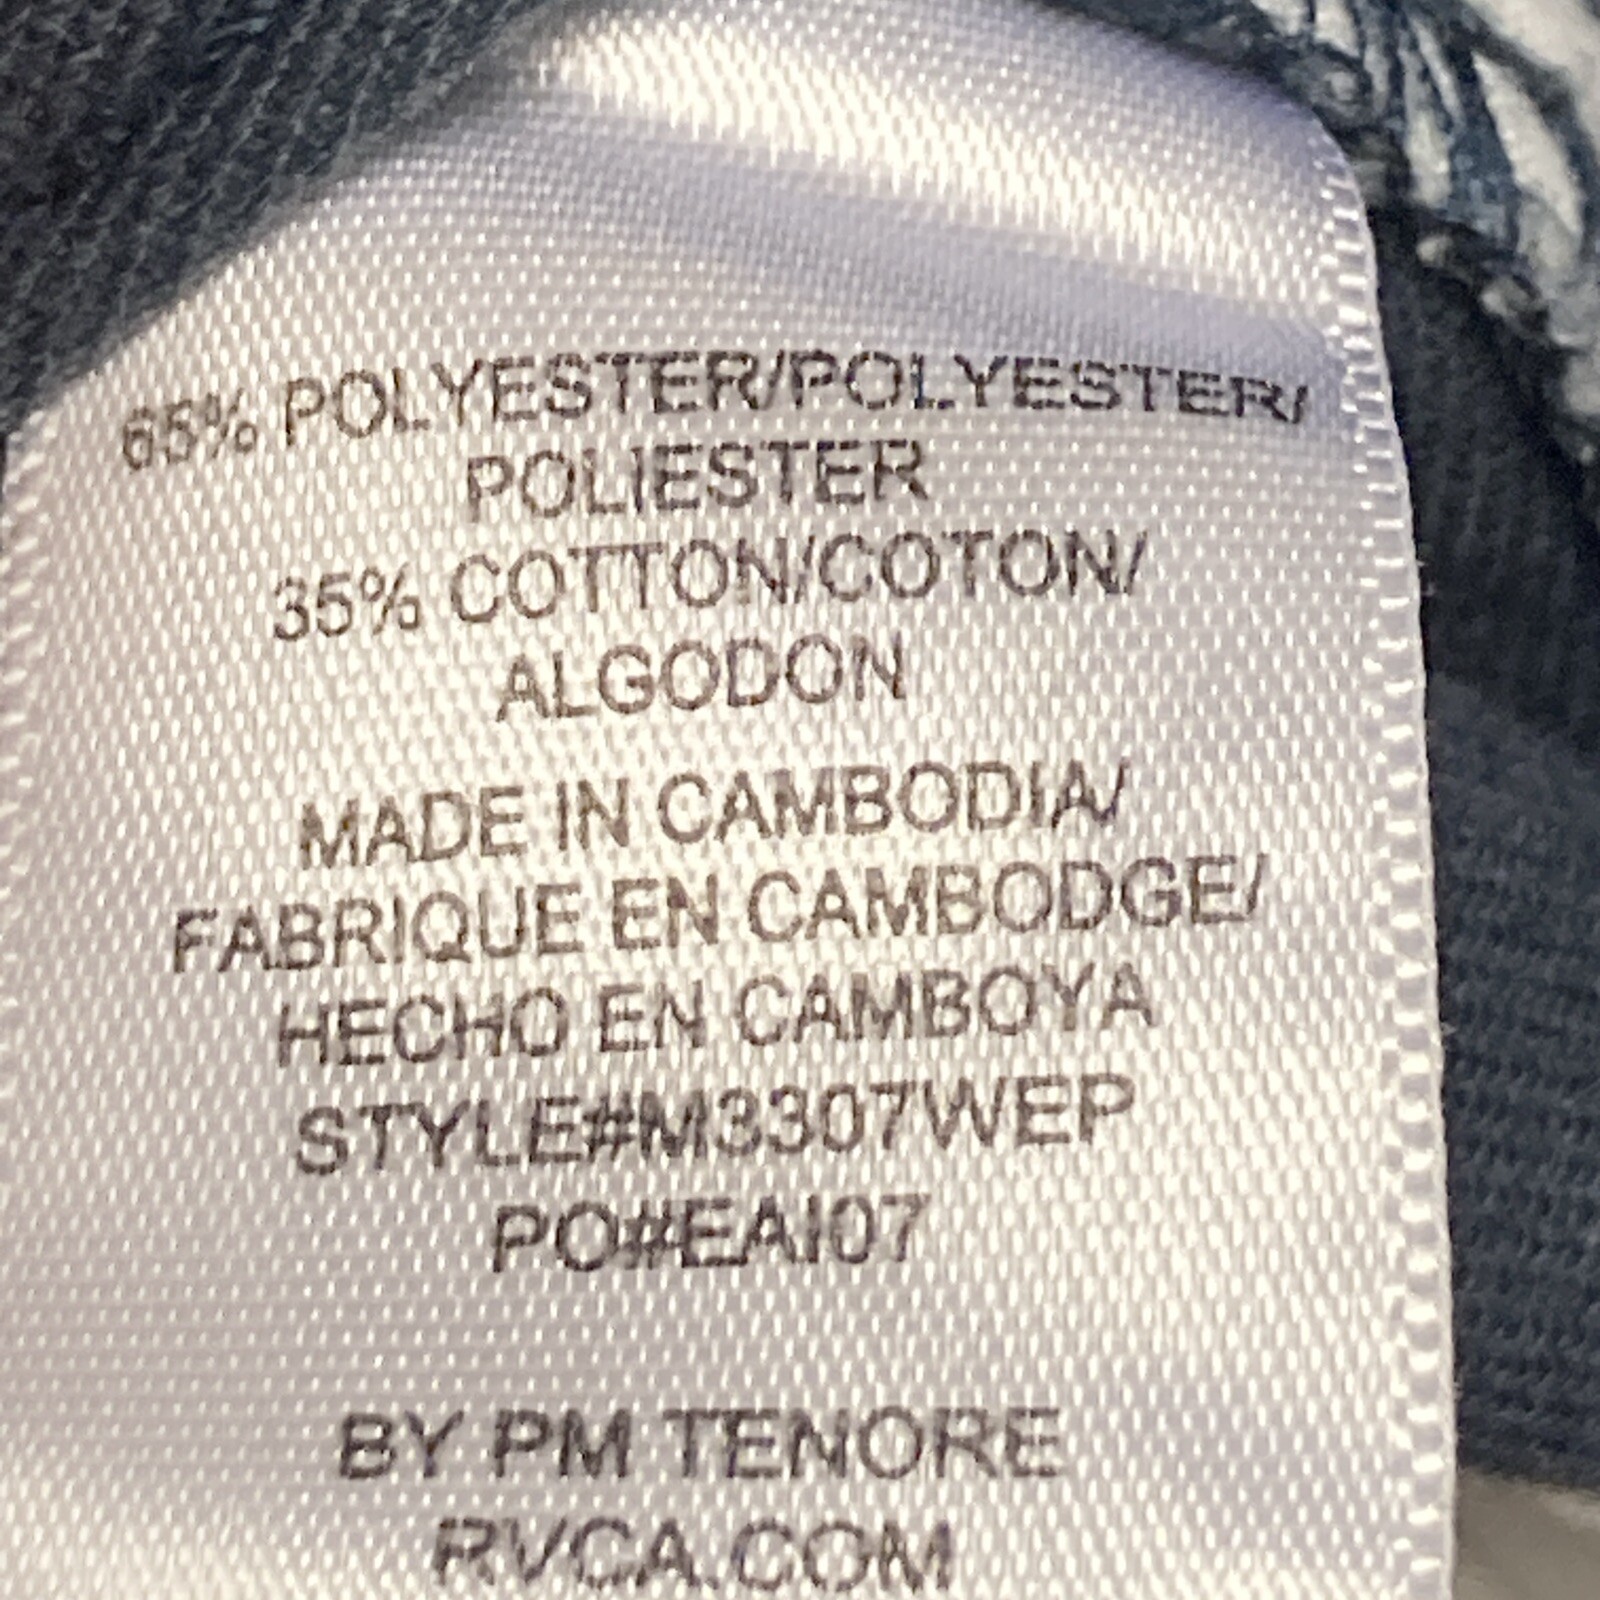 65% POLYESTER/POLYESTER/
POLIESTER
35% COTTON/COTON/
ALGODON
MADE IN CAMBODIA/
FABRIQUE EN CAMBODGE/
HECHO EN CAMBOYA
STYLE#M3307WEP
PO#EAI07
BY PM TENORE
RVCA.COM